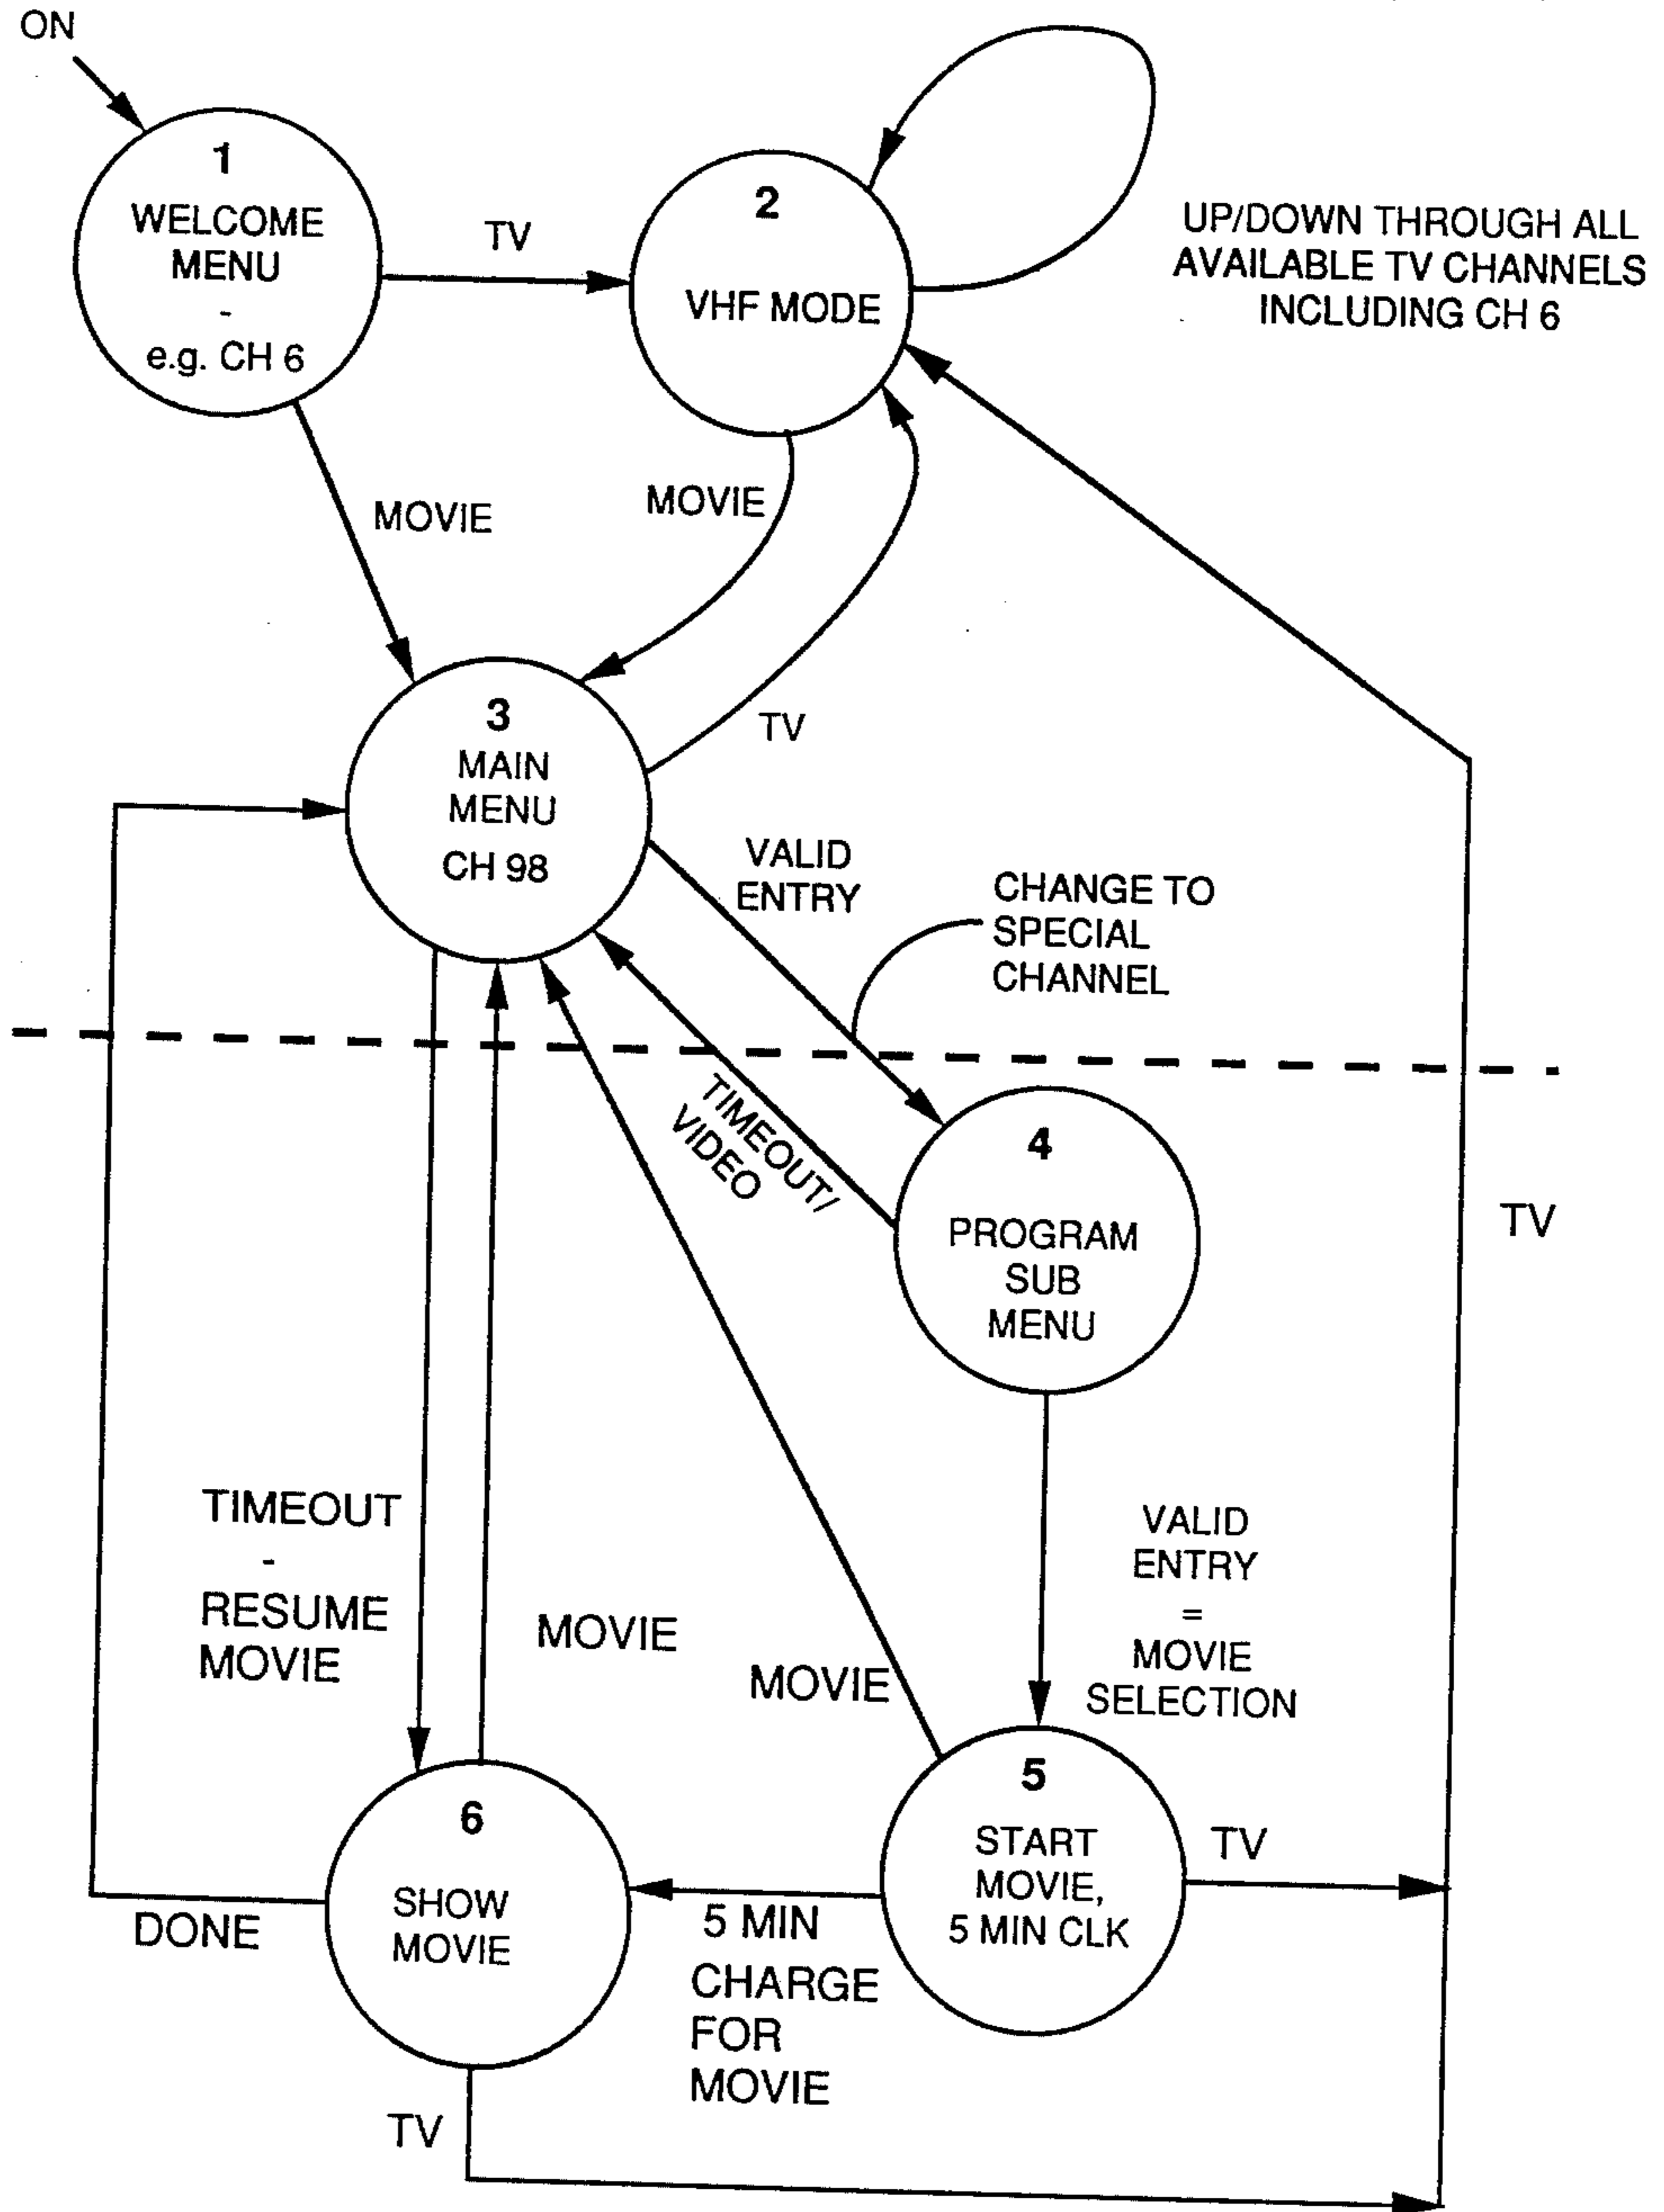 ON
1
WELCOME
MENU
-
e.g. CH 6
TV
2
VHF MODE
UP/DOWN THROUGH ALL
AVAILABLE TV CHANNELS
INCLUDING CH 6
MOVIE
MOVIE
TV
3
MAIN
MENU
CH 98
VALID
ENTRY
CHANGE TO
SPECIAL
CHANNEL
TIMEOUT/
VIDEO
4
PROGRAM
SUB
MENU
TV
TIMEOUT
-
RESUME
MOVIE
MOVIE
MOVIE
VALID
ENTRY
=
MOVIE
SELECTION
5
START
MOVIE,
5 MIN CLK
TV
6
SHOW
MOVIE
DONE
5 MIN
CHARGE
FOR
MOVIE
TV